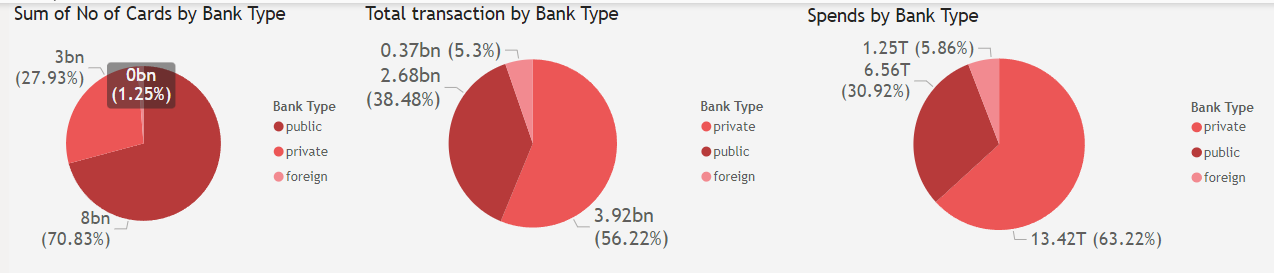 Sum of No of Cards by Bank Type
3bn
(27.93%)
0bn
(1.25%)
8bn
(70.83%)
Bank Type
public
private
foreign
Total transaction by Bank Type
0.37bn (5.3%)
2.68bn
(38.48%)
3.92bn
(56.22%)
Bank Type
private
public
foreign
Spends by Bank Type
1.25T (5.86%)
6.56T
(30.92%)
13.42T (63.22%)
Bank Type
private
public
foreign